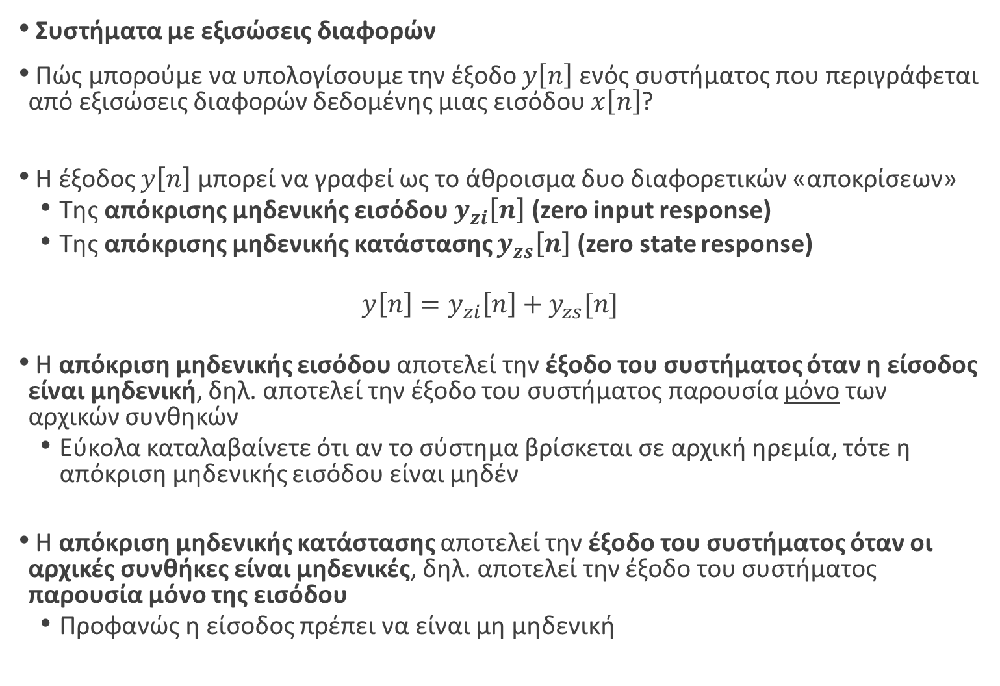 • Συστήματα με εξισώσεις διαφορών
• Πώς μπορούμε να υπολογίσουμε την έξοδο y[n] ενός συστήματος που περιγράφεται
από εξισώσεις διαφορών δεδομένης μιας εισόδου x[n]?
• Η έξοδος y[n] μπορεί να γραφεί ως το άθροισμα δυο διαφορετικών «αποκρίσεων»
• Της απόκρισης μηδενικής εισόδου y_{zi}[n] (zero input response)
• Της απόκρισης μηδενικής κατάστασης y_{zs}[n] (zero state response)
y[n] = y_{zi}[n] + y_{zs}[n]
• Η απόκριση μηδενικής εισόδου αποτελεί την έξοδο του συστήματος όταν η είσοδος
είναι μηδενική, δηλ. αποτελεί την έξοδο του συστήματος παρουσία μόνο των
αρχικών συνθηκών
• Εύκολα καταλαβαίνετε ότι αν το σύστημα βρίσκεται σε αρχική ηρεμία, τότε η
απόκριση μηδενικής εισόδου είναι μηδέν
• Η απόκριση μηδενικής κατάστασης αποτελεί την έξοδο του συστήματος όταν οι
αρχικές συνθήκες είναι μηδενικές, δηλ. αποτελεί την έξοδο του συστήματος
παρουσία μόνο της εισόδου
• Προφανώς η είσοδος πρέπει να είναι μη μηδενική